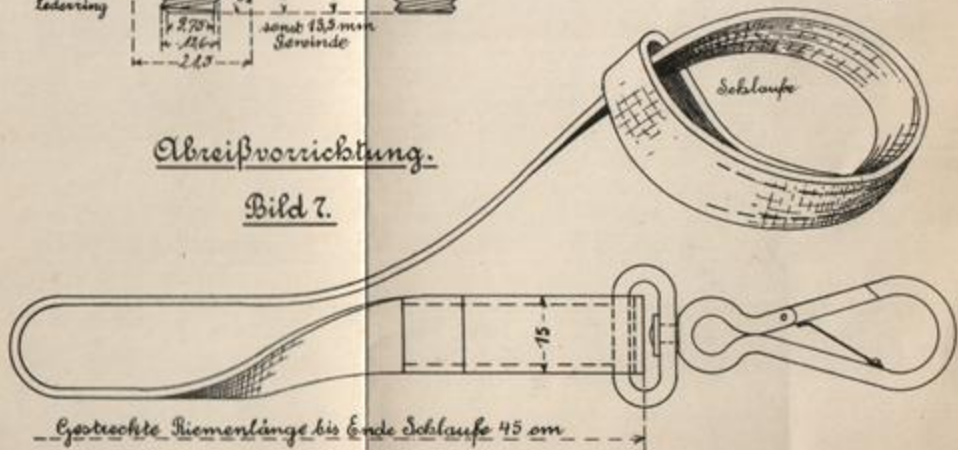 Lederring
9,75
12,6
21,5
sonst 13,5 mm
Gewinde
Schlaufe
Abreißvorrichtung.
Bild 7.
15
Gestreckte Riemenlänge bis Ende Schlaufe 45 cm